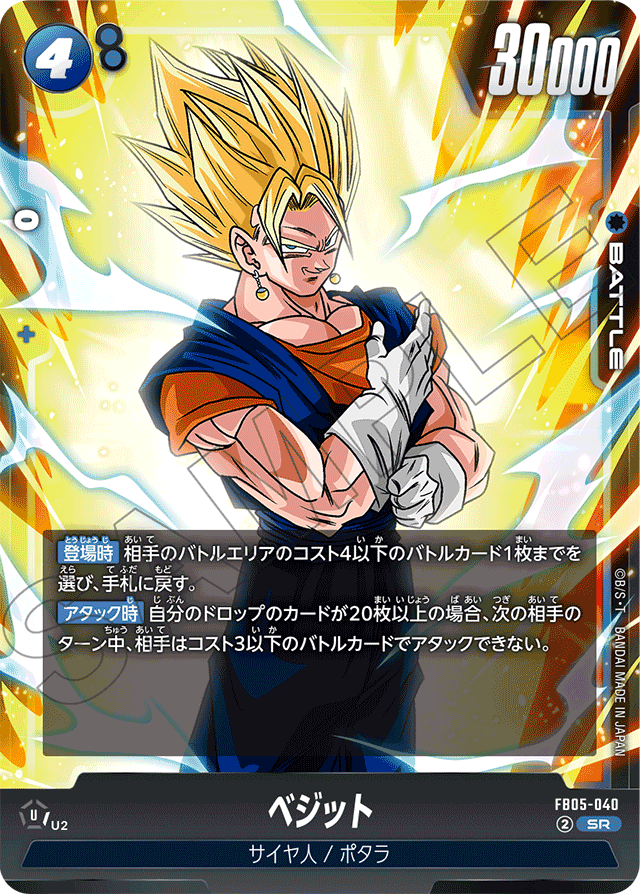 4
30000
0
+
BATTLE
SAMPLE
登場時 相手のバトルエリアのコスト4以下のバトルカード1枚までを
選び、手札に戻す。
アタック時 自分のドロップのカードが20枚以上の場合、次の相手の
ターン中、相手はコスト3以下のバトルカードでアタックできない。
©B/S・T. BANDAI MADE IN JAPAN
U/U2
ベジット
FB05-040
2 SR
サイヤ人 / ポタラ